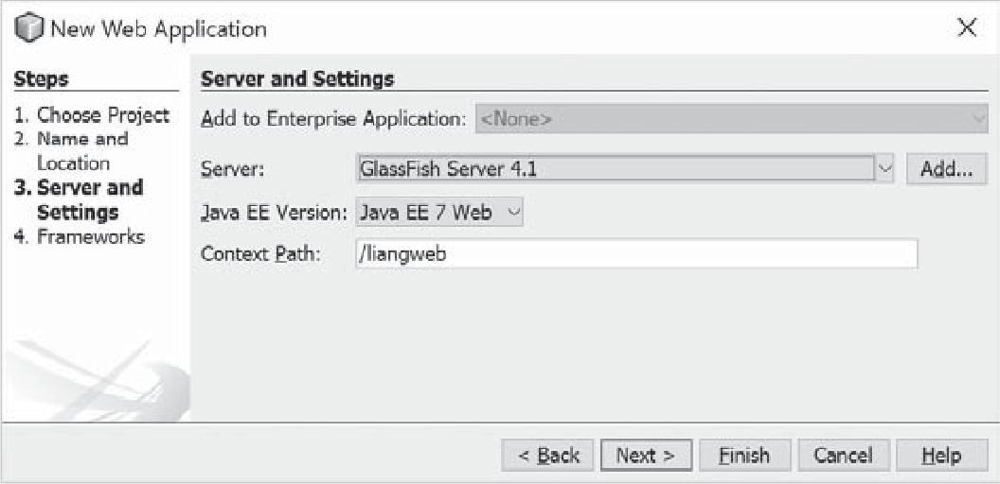 New Web Application
Steps
1. Choose Project
2. Name and
Location
3. Server and
Settings
4. Frameworks
Server and Settings
Add to Enterprise Application: <None>
Server: GlassFish Server 4.1 Add...
Java EE Version: Java EE 7 Web
Context Path: /liangweb
< Back Next > Finish Cancel Help